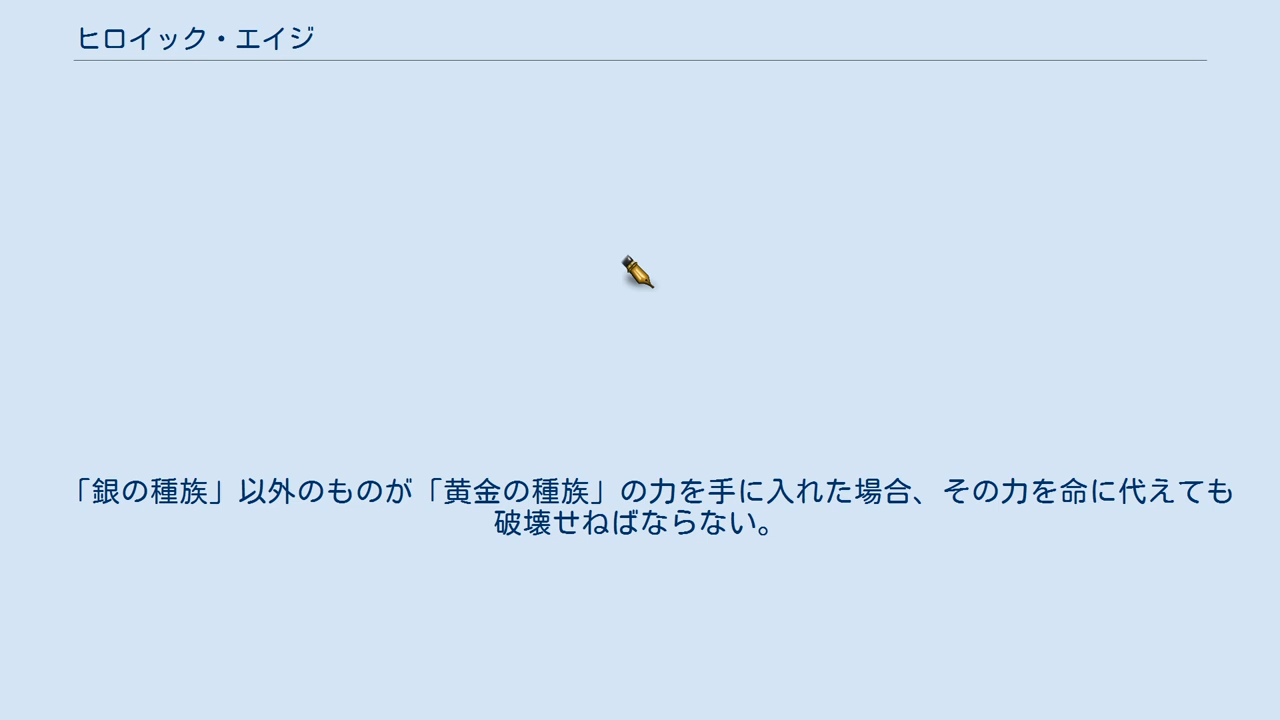 ヒロイック・エイジ
「銀の種族」以外のものが「黄金の種族」の力を手に入れた場合、その力を命に代えても
破壊せねばならない。